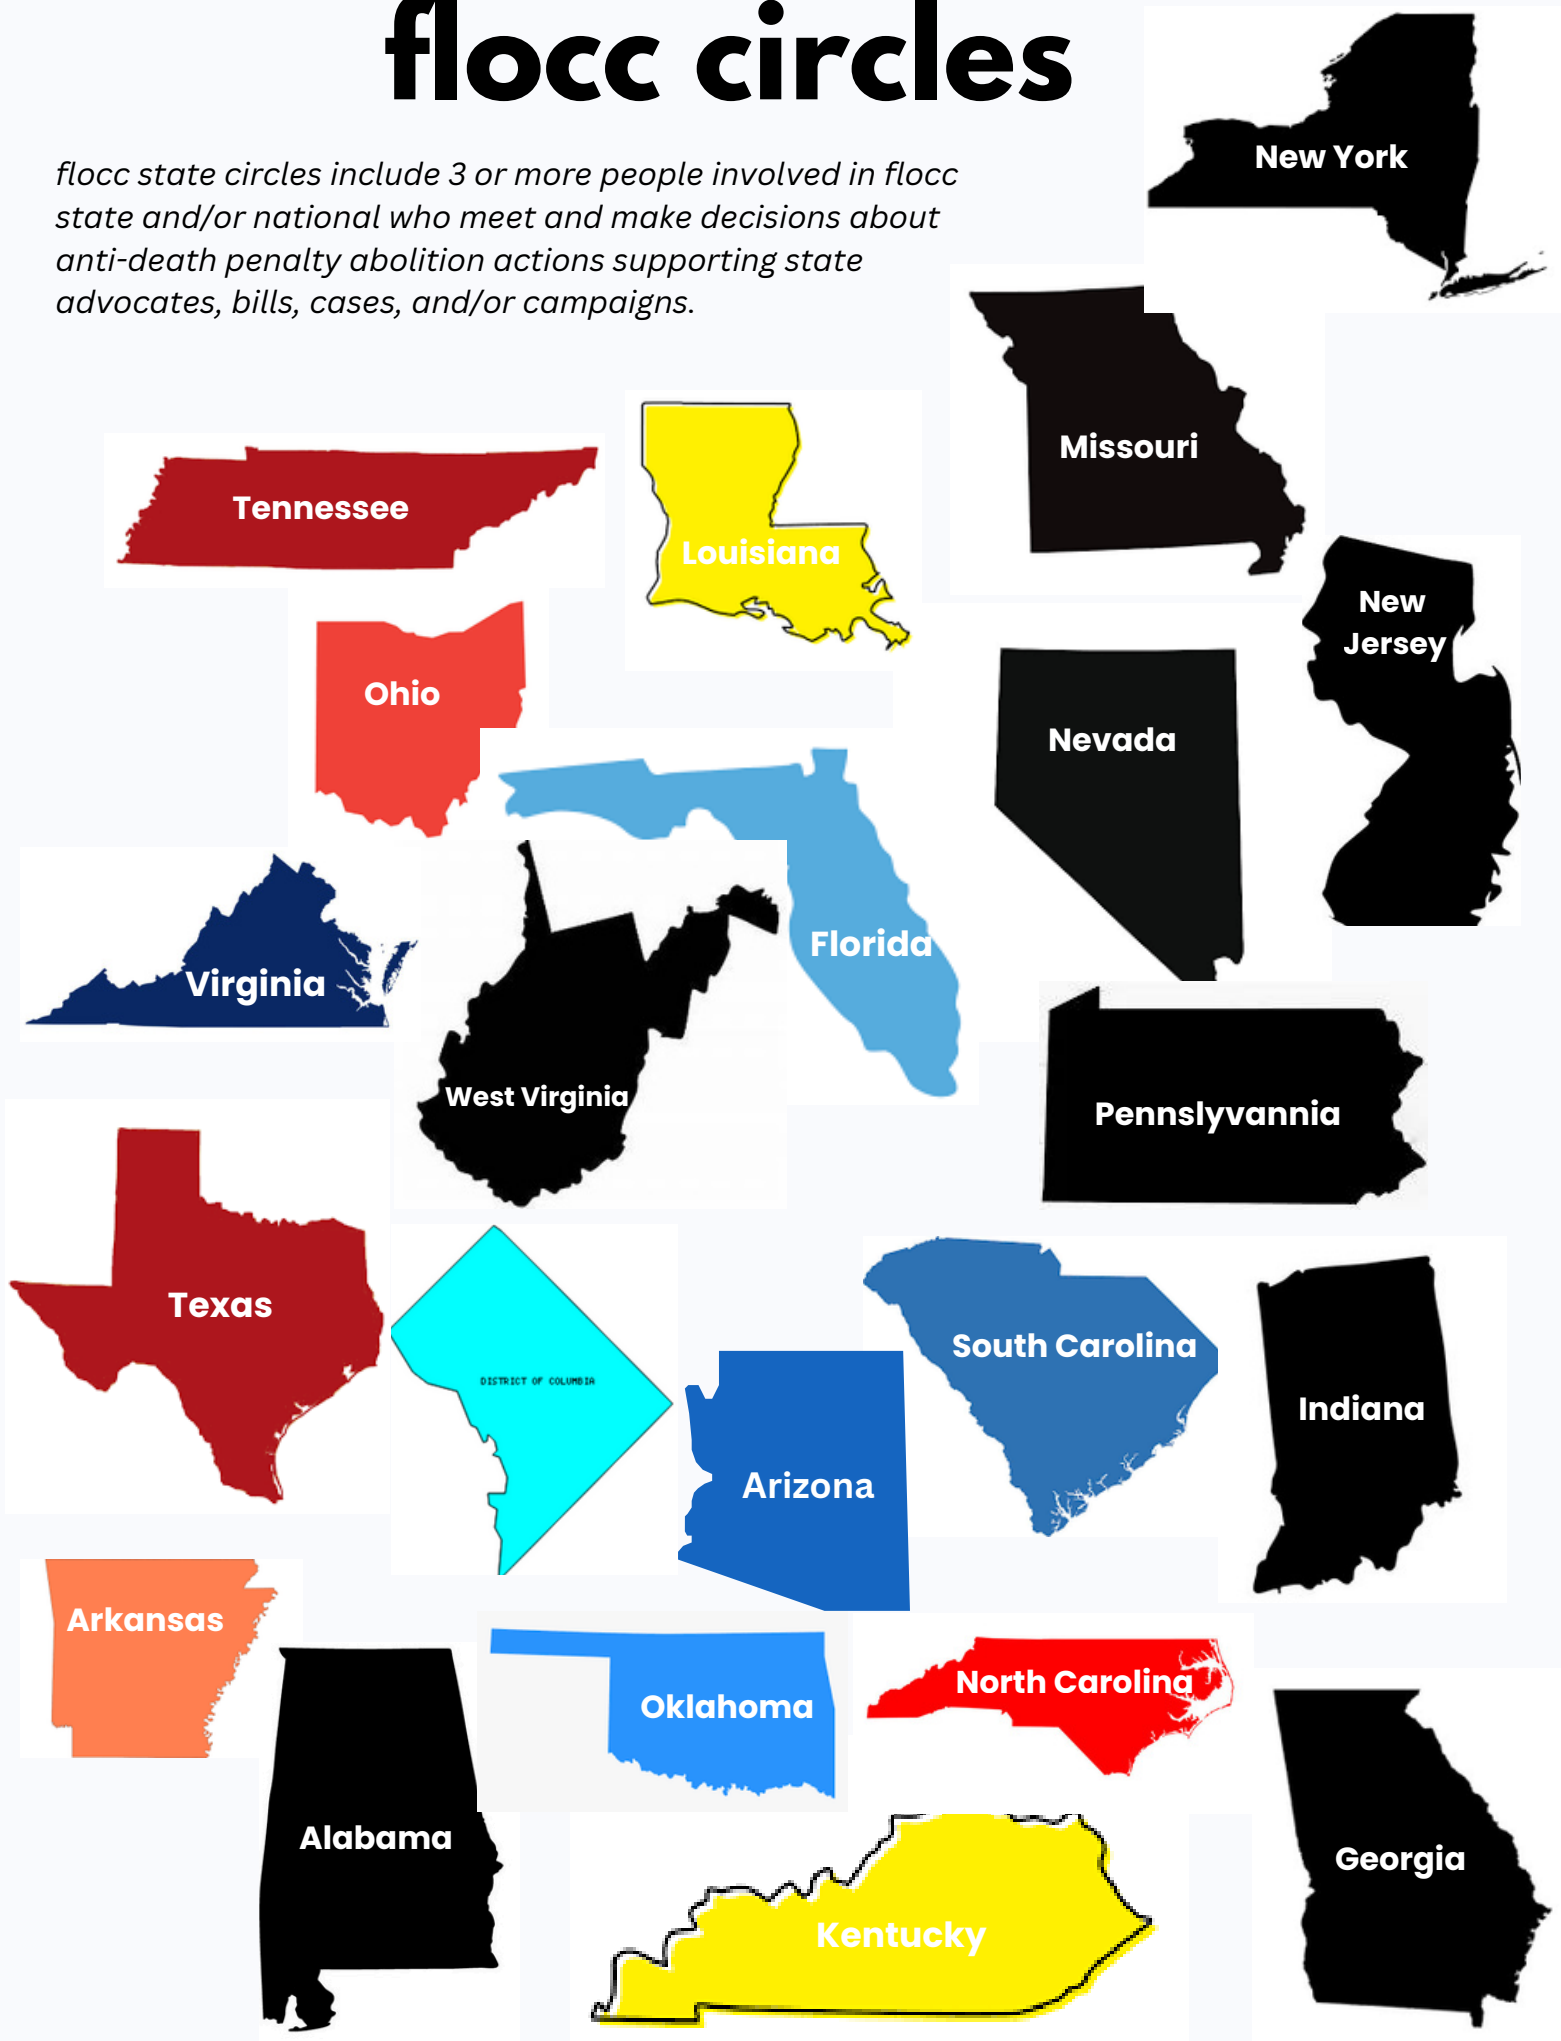 flocc circles
flocc state circles include 3 or more people involved in flocc
state and/or national who meet and make decisions about
anti-death penalty abolition actions supporting state
advocates, bills, cases, and/or campaigns.
New York
Missouri
Tennessee
Louisiana
New
Jersey
Ohio
Nevada
Florida
Virginia
West Virginia
Pennslyvannia
Texas
DISTRICT OF COLUMBIA
South Carolina
Indiana
Arizona
Arkansas
Oklahoma
North Carolina
Alabama
Georgia
Kentucky